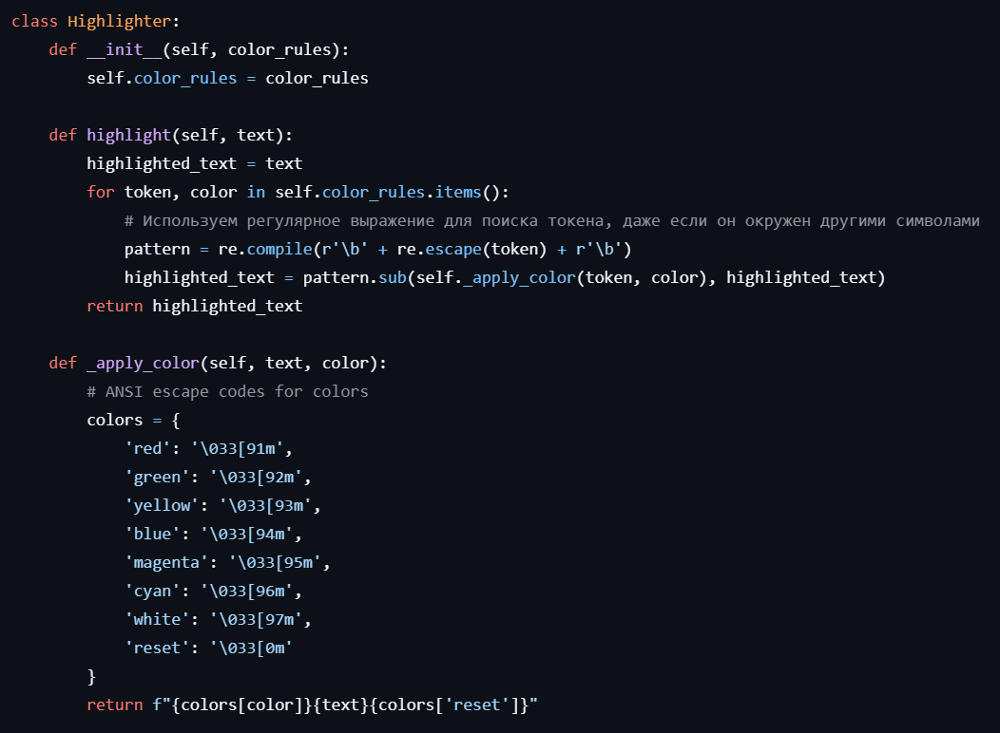 class Highlighter:
    def __init__(self, color_rules):
        self.color_rules = color_rules

    def highlight(self, text):
        highlighted_text = text
        for token, color in self.color_rules.items():
            # Используем регулярное выражение для поиска токена, даже если он окружен другими символами
            pattern = re.compile(r'\b' + re.escape(token) + r'\b')
            highlighted_text = pattern.sub(self._apply_color(token, color), highlighted_text)
        return highlighted_text

    def _apply_color(self, text, color):
        # ANSI escape codes for colors
        colors = {
            'red': '\033[91m',
            'green': '\033[92m',
            'yellow': '\033[93m',
            'blue': '\033[94m',
            'magenta': '\033[95m',
            'cyan': '\033[96m',
            'white': '\033[97m',
            'reset': '\033[0m'
        }
        return f"{colors[color]}{text}{colors['reset']}"